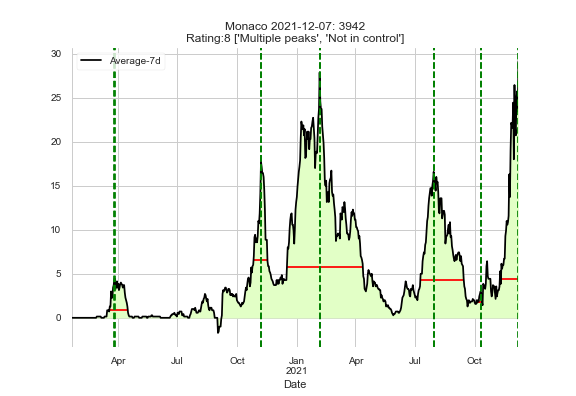 Monaco 2021-12-07: 3942
Rating:8 ['Multiple peaks', 'Not in control']
Average-7d
30
25
20
15
10
5
0
Apr
Jul
Oct
Jan
2021
Apr
Jul
Oct
Date